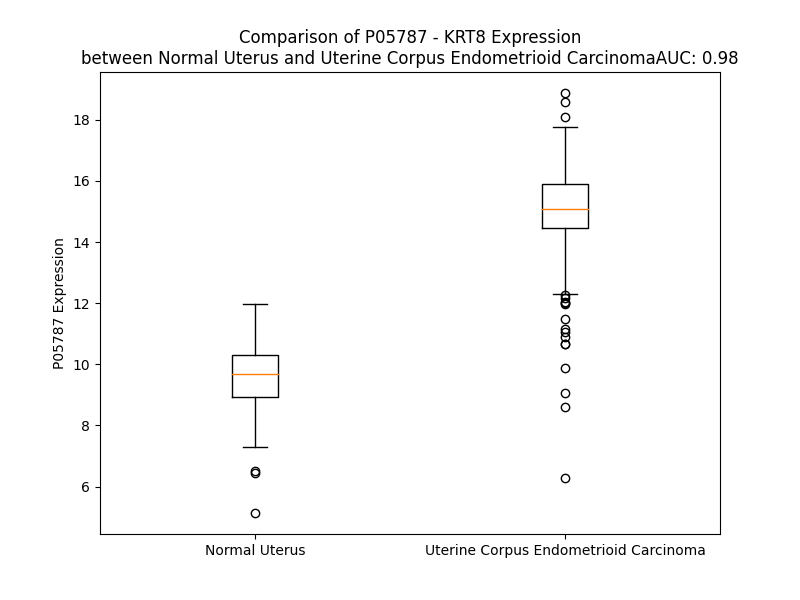 Comparison of P05787 - KRT8 Expression
between Normal Uterus and Uterine Corpus Endometrioid CarcinomaAUC: 0.98
18
16
14
12
10
8
6
P05787 Expression
Normal Uterus
Uterine Corpus Endometrioid Carcinoma